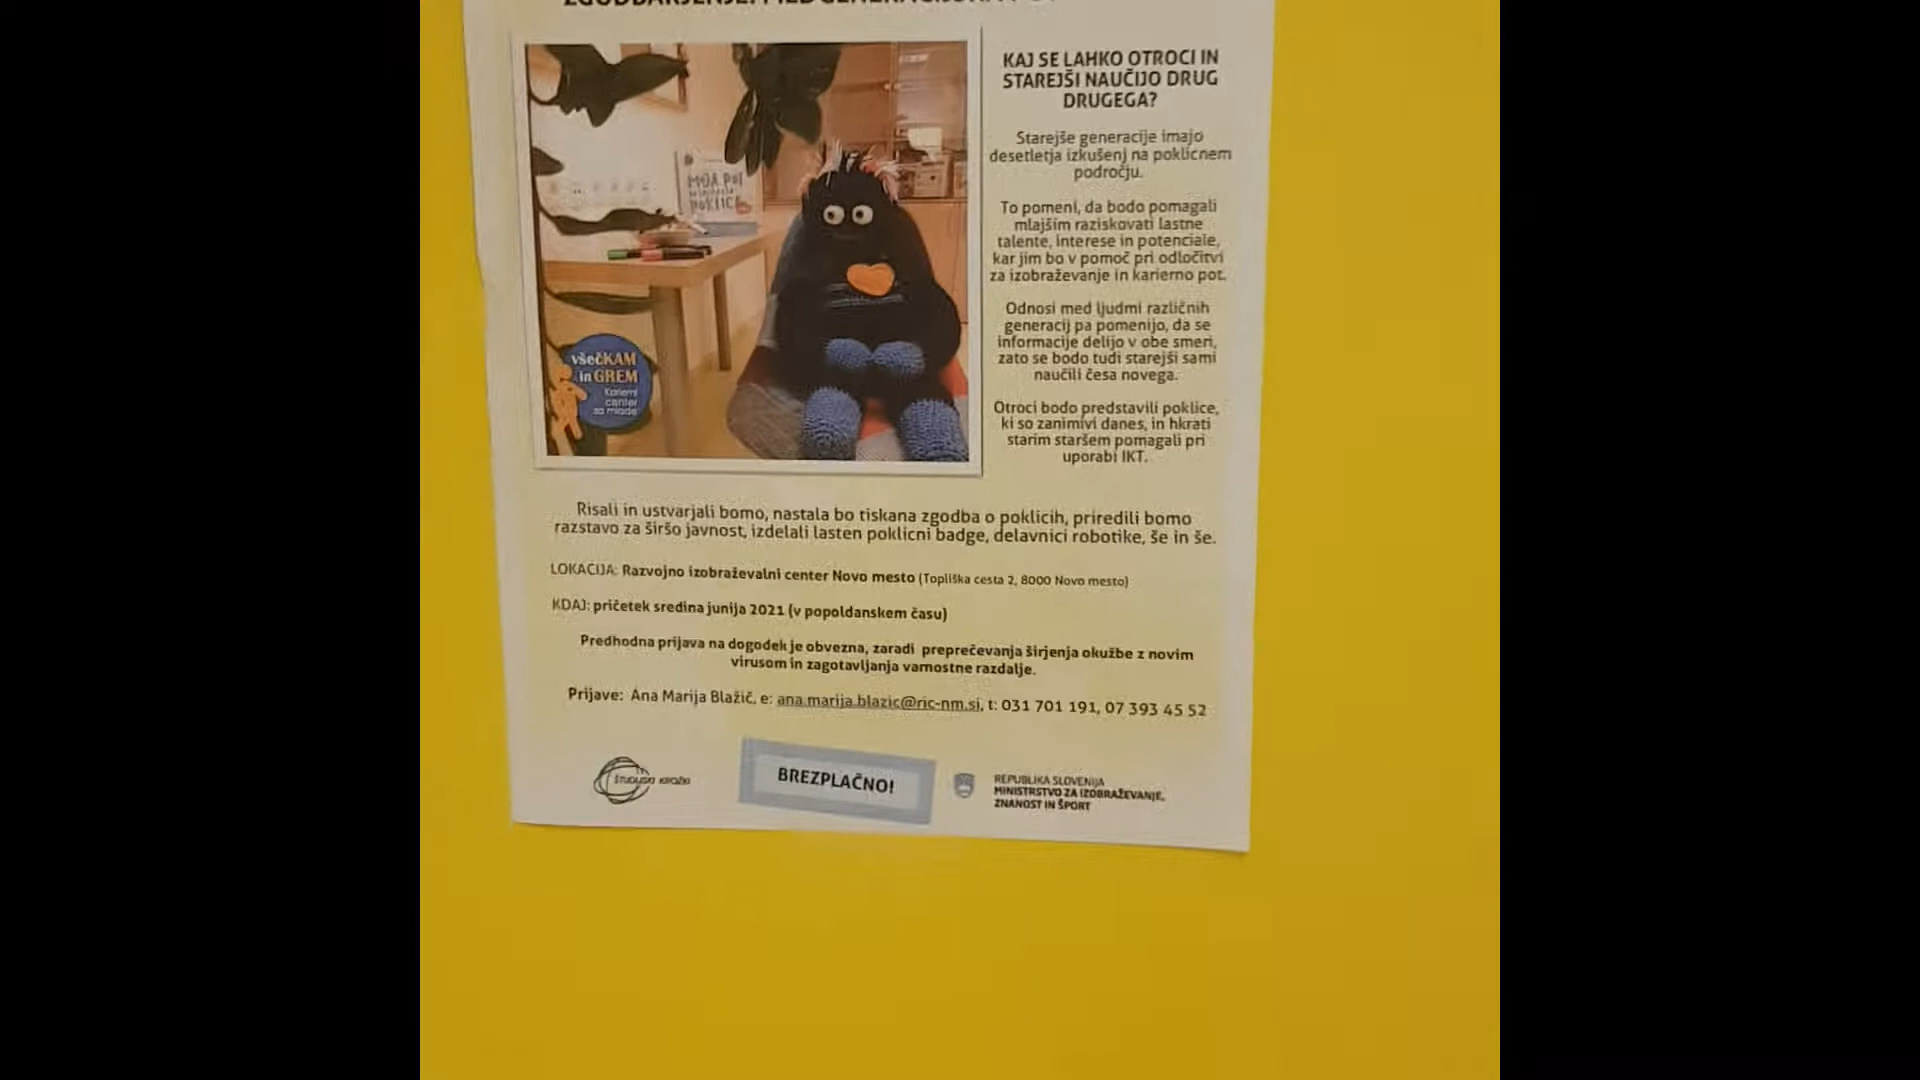 KAJ SE LAHKO OTROCI IN
STAREJŠI NAUČIJO DRUG
DRUGEGA?
Starejše generacije imajo
desetletja izkušenj na poklicnem
področju.
To pomeni, da bodo pomagali
mlajšim raziskovati lastne
talente, interese in potenciale,
kar jim bo v pomoč pri odločitvi
za izobraževanje in karierno pot.
Odnosi med ljudmi različnih
generacij pa pomenijo, da se
informacije delijo v obe smeri,
zato se bodo tudi starejši sami
naučili česa novega.
Otroci bodo predstavili poklice,
ki so zanimivi danes, in hkrati
starim staršem pomagali pri
uporabi IKT.
MOJA POT
POKLICA
všečKAM
in GREM
Karierni
center
za mlade
Risali in ustvarjali bomo, nastala bo tiskana zgodba o poklicih, priredili bomo
razstavo za širšo javnost, izdelali lasten poklicni badge, delavnici robotike, še in še.
LOKACIJA: Razvojno izobraževalni center Novo mesto (Topliška cesta 2, 8000 Novo mesto)
KDAJ: pričetek sredina junija 2021 (v popoldanskem času)
Predhodna prijava na dogodek je obvezna, zaradi preprečevanja širjenja okužbe z novim
virusom in zagotavljanja varnostne razdalje.
Prijave: Ana Marija Blažič, e: ana.marija.blazic@ric-nm.si, t: 031 701 191, 07 393 45 52
študijski krožki
BREZPLAČNO!
REPUBLIKA SLOVENIJA
MINISTRSTVO ZA IZOBRAŽEVANJE,
ZNANOST IN ŠPORT